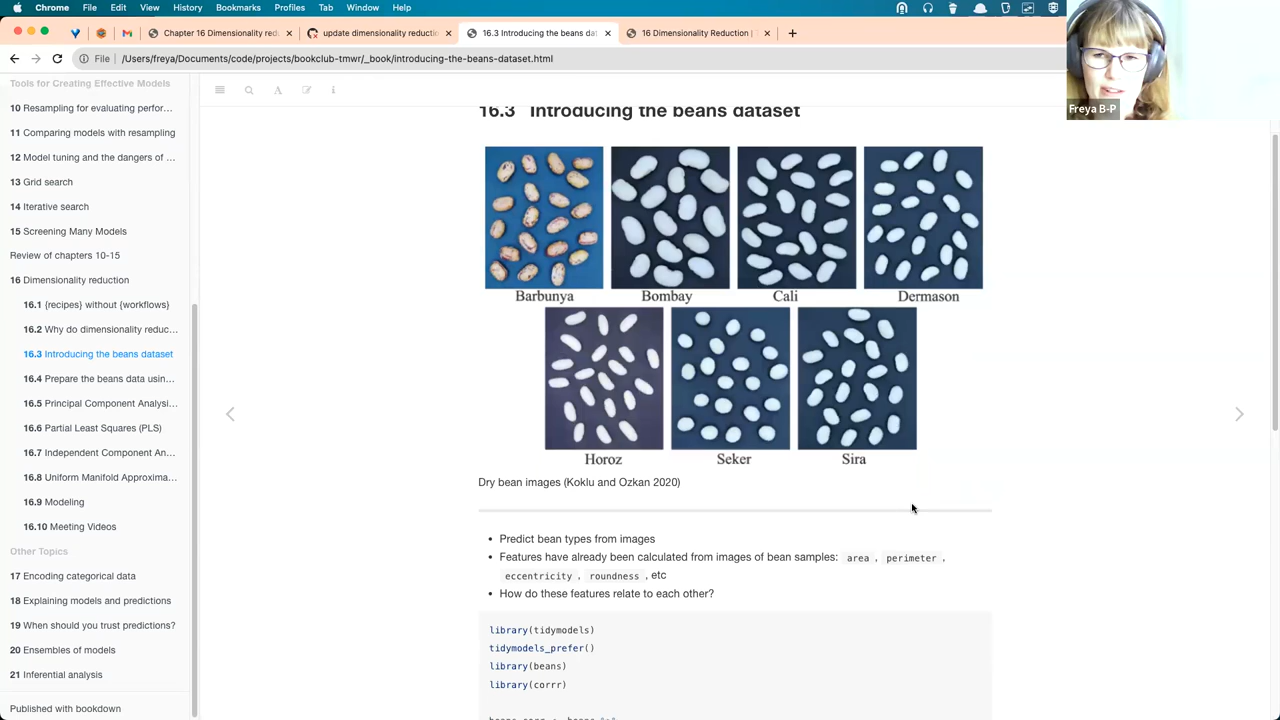 Chrome File Edit View History Bookmarks Profiles Tab Window Help
Chapter 16 Dimensionality red
update dimensionality reductio
16.3 Introducing the beans da
16 Dimensionality Reduction |
File /Users/freya/Documents/code/projects/bookclub-tmwr/_book/introducing-the-beans-dataset.html
Freya B-P
Tools for Creating Effective Models
10 Resampling for evaluating perfor…
11 Comparing models with resampling
12 Model tuning and the dangers of …
13 Grid search
14 Iterative search
15 Screening Many Models
Review of chapters 10-15
16 Dimensionality reduction
16.1 {recipes} without {workflows}
16.2 Why do dimensionality reduc…
16.3 Introducing the beans dataset
16.4 Prepare the beans data usin…
16.5 Principal Component Analysi…
16.6 Partial Least Squares (PLS)
16.7 Independent Component An…
16.8 Uniform Manifold Approxima…
16.9 Modeling
16.10 Meeting Videos
Other Topics
17 Encoding categorical data
18 Explaining models and predictions
19 When should you trust predictions?
20 Ensembles of models
21 Inferential analysis
Published with bookdown
16.3 Introducing the beans dataset
Barbunya Bombay Cali Dermason
Horoz Seker Sira
Dry bean images (Koklu and Ozkan 2020)
• Predict bean types from images
• Features have already been calculated from images of bean samples: area , perimeter ,
eccentricity , roundness , etc
• How do these features relate to each other?
library(tidymodels)
tidymodels_prefer()
library(beans)
library(corrr)